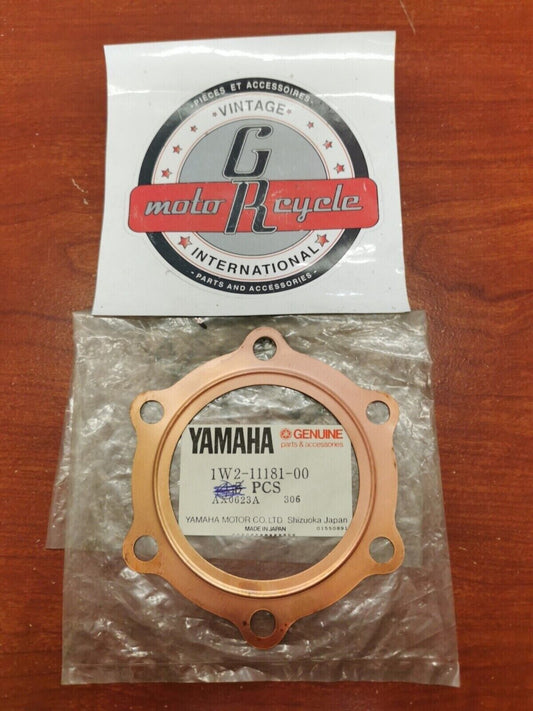 - PIÈCES ET ACCESSOIRES -
VINTAGE
G
moto R cycle
INTERNATIONAL
- PARTS AND ACCESSORIES -
YAMAHA GENUINE
parts & accessories
1W2-11181-00
PCS
AX0623A 306
YAMAHA MOTOR CO. LTD. Shizuoka Japan
MADE IN JAPAN